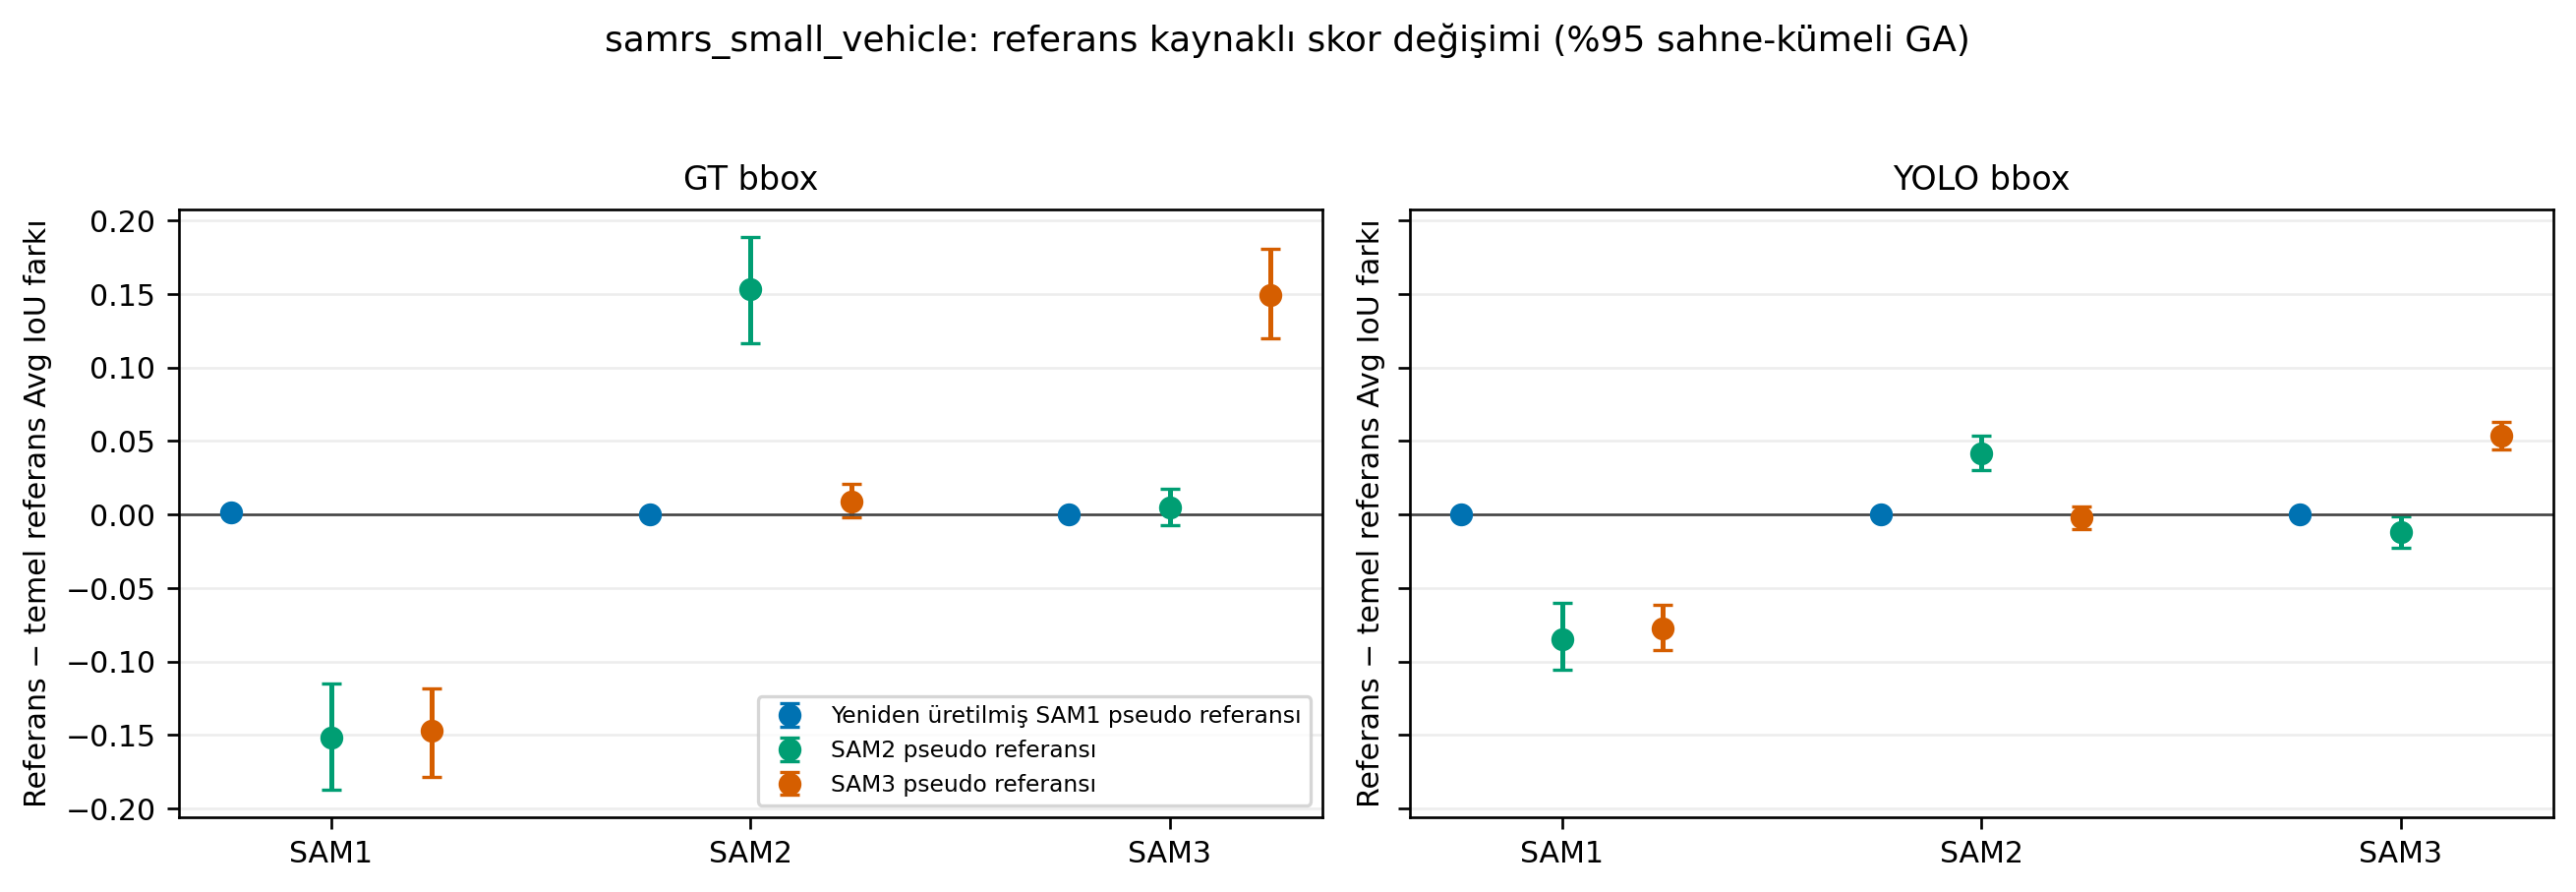 samrs_small_vehicle: referans kaynaklı skor değişimi (%95 sahne-kümeli GA)
GT bbox
Referans − temel referans Avg IoU farkı
0.20
0.15
0.10
0.05
0.00
−0.05
−0.10
−0.15
−0.20
Yeniden üretilmiş SAM1 pseudo referansı
SAM2 pseudo referansı
SAM3 pseudo referansı
SAM1
SAM2
SAM3
YOLO bbox
Referans − temel referans Avg IoU farkı
SAM1
SAM2
SAM3